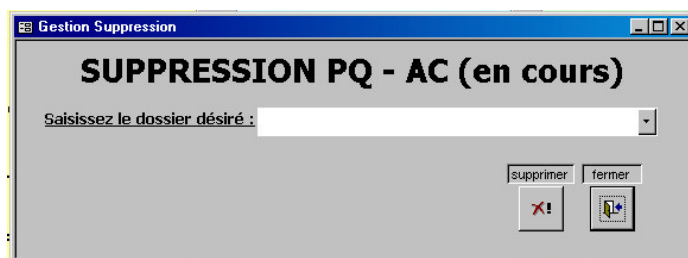 Gestion Suppression
SUPPRESSION PQ - AC (en cours)
Saisissez le dossier désiré :
supprimer fermer